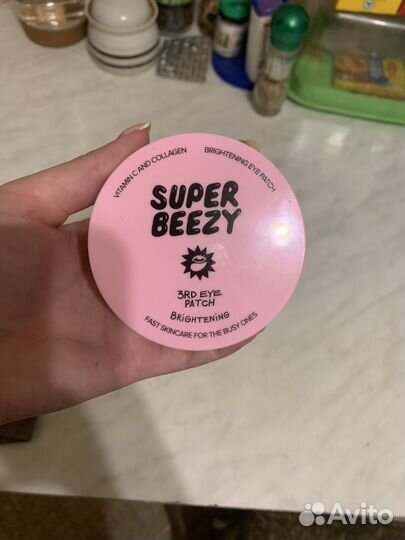 VITAMIN C AND COLLAGEN
BRIGHTENING EYE PATCH
SUPER
BEEZY
3RD EYE
PATCH
BRIGHTENING
FAST SKINCARE FOR THE BUSY ONES
Avito